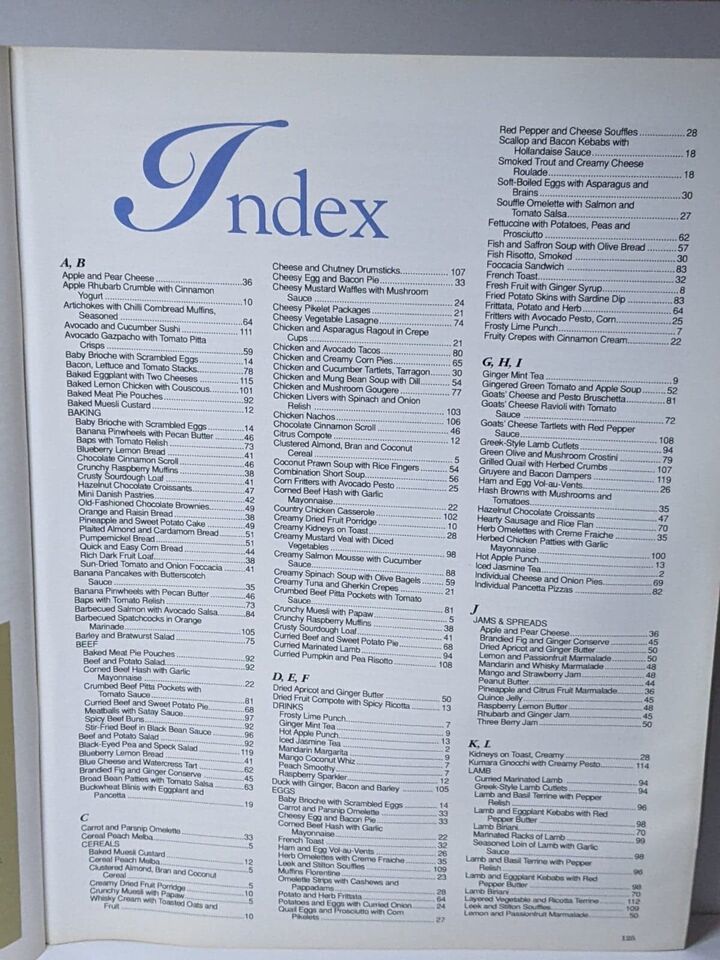 Index
A, B
Apple and Pear Cheese 36
Apple Rhubarb Crumble with Cinnamon
Yogurt 10
Artichokes with Chilli Cornbread Muffins,
Seasoned 64
Avocado and Cucumber Sushi 111
Avocado Gazpacho with Tomato Pitta
Crisps 59
Baby Brioche with Scrambled Eggs 14
Bacon, Lettuce and Tomato Stacks 78
Baked Eggplant with Two Cheeses 115
Baked Lemon Chicken with Couscous 101
Baked Meat Pie Pouches 92
Baked Muesli Custard 12
BAKING
Baby Brioche with Scrambled Eggs 14
Banana Pinwheels with Pecan Butter 46
Baps with Tomato Relish 73
Blueberry Lemon Bread 41
Chocolate Cinnamon Scroll 46
Crunchy Raspberry Muffins 38
Crusty Sourdough Loaf 41
Hazelnut Chocolate Croissants 47
Mini Danish Pastries 42
Old-Fashioned Chocolate Brownies 49
Orange and Raisin Bread 38
Pineapple and Sweet Potato Cake 49
Plaited Almond and Cardamom Bread 51
Pumpernickel Bread 51
Quick and Easy Corn Bread 44
Rich Dark Fruit Loaf 38
Sun-Dried Tomato and Onion Foccacia 41
Banana Pancakes with Butterscotch
Sauce 35
Banana Pinwheels with Pecan Butter 46
Baps with Tomato Relish 73
Barbecued Salmon with Avocado Salsa 84
Barbecued Spatchcocks in Orange
Marinade 105
Barley and Bratwurst Salad 75
BEEF
Baked Meat Pie Pouches 92
Beef and Potato Salad 92
Corned Beef Hash with Garlic
Mayonnaise 22
Crumbed Beef Pitta Pockets with
Tomato Sauce 81
Curried Beef and Sweet Potato Pie 68
Meatballs with Satay Sauce 92
Spicy Beef Buns 97
Stir-Fried Beef in Black Bean Sauce 92
Beef and Potato Salad 96
Black-Eyed Pea and Speck Salad 92
Blueberry Lemon Bread 119
Blue Cheese and Watercress Tart 41
Branded Fig and Ginger Conserve 62
Broad Bean Patties with Tomato Salsa 45
Buckwheat Blinis with Eggplant and 63
Pancetta 19
C
Carrot and Parsnip Omelette 33
Cereal Peach Melba 5
CEREALS
Baked Muesli Custard 12
Cereal Peach Melba 5
Clustered Almond, Bran and Coconut
Cereal 5
Creamy Dried Fruit Porridge 10
Crunchy Muesli with Papaw 5
Whisky Cream with Toasted Oats and
Fruit 10
Cheese and Chutney Drumsticks 107
Cheesy Egg and Bacon Pie 33
Cheesy Mustard Waffles with Mushroom
Sauce 24
Cheesy Pikelet Packages 21
Cheesy Vegetable Lasagne 74
Chicken and Asparagus Ragout in Crepe
Cups 21
Chicken and Avocado Tacos 80
Chicken and Creamy Corn Pies 65
Chicken and Cucumber Tartlets, Tarragon 30
Chicken and Mung Bean Soup with Dill 54
Chicken and Mushroom Gougere 77
Chicken Livers with Spinach and Onion
Relish 103
Chicken Nachos 106
Chocolate Cinnamon Scroll 46
Citrus Compote 12
Clustered Almond, Bran and Coconut
Cereal 5
Coconut Prawn Soup with Rice Fingers 54
Combination Short Soup 56
Corn Fritters with Avocado Pesto 25
Corned Beef Hash with Garlic
Mayonnaise 22
Country Chicken Casserole 102
Creamy Dried Fruit Porridge 10
Creamy Kidneys on Toast 28
Creamy Mustard Veal with Diced
Vegetables 98
Creamy Salmon Mousse with Cucumber
Sauce 88
Creamy Spinach Soup with Olive Bagels 59
Creamy Tuna and Gherkin Crepes 21
Crumbed Beef Pitta Pockets with Tomato
Sauce 81
Crunchy Muesli with Papaw 5
Crunchy Raspberry Muffins 38
Crusty Sourdough Loaf 41
Curried Beef and Sweet Potato Pie 68
Curried Marinated Lamb 94
Curried Pumpkin and Pea Risotto 108
D, E, F
Dried Apricot and Ginger Butter 50
Dried Fruit Compote with Spicy Ricotta 13
DRINKS
Frosty Lime Punch 7
Ginger Mint Tea 9
Hot Apple Punch 13
Iced Jasmine Tea 2
Mandarin Margarita 9
Mango Coconut Whiz 7
Peach Smoothy 7
Raspberry Sparkler 12
Duck with Ginger, Bacon and Barley 105
EGGS
Baby Brioche with Scrambled Eggs 14
Carrot and Parsnip Omelette 33
Cheesy Egg and Bacon Pie 33
Corned Beef Hash with Garlic
Mayonnaise 22
French Toast 32
Ham and Egg Vol-au-Vents 26
Herb Omelettes with Creme Fraiche 35
Leek and Stilton Souffles 109
Muffins Florentine 23
Omelette Strips with Cashews and
Pappadams 28
Potato and Herb Frittata 64
Potatoes and Eggs with Curried Onion 24
Quail Eggs and Prosciutto with Corn
Pikelets 27
Red Pepper and Cheese Souffles 28
Scallop and Bacon Kebabs with
Hollandaise Sauce 18
Smoked Trout and Creamy Cheese
Roulade 18
Soft-Boiled Eggs with Asparagus and
Brains 30
Souffle Omelette with Salmon and
Tomato Salsa 27
Fettuccine with Potatoes, Peas and
Prosciutto 62
Fish and Saffron Soup with Olive Bread 57
Fish Risotto, Smoked 30
Foccacia Sandwich 83
French Toast 32
Fresh Fruit with Ginger Syrup 8
Fried Potato Skins with Sardine Dip 83
Frittata, Potato and Herb 64
Fritters with Avocado Pesto, Corn 25
Frosty Lime Punch 7
Fruity Crepes with Cinnamon Cream 22
G, H, I
Ginger Mint Tea 9
Gingered Green Tomato and Apple Soup 52
Goats' Cheese and Pesto Bruschetta 81
Goats' Cheese Ravioli with Tomato
Sauce 72
Goats' Cheese Tartlets with Red Pepper
Sauce 108
Greek-Style Lamb Cutlets 94
Green Olive and Mushroom Crostini 79
Grilled Quail with Herbed Crumbs 107
Gruyere and Bacon Dampers 119
Ham and Egg Vol-au-Vents 26
Hash Browns with Mushrooms and
Tomatoes 35
Hazelnut Chocolate Croissants 47
Hearty Sausage and Rice Flan 70
Herb Omelettes with Creme Fraiche 35
Herbed Chicken Patties with Garlic
Mayonnaise 100
Hot Apple Punch 13
Iced Jasmine Tea 2
Individual Cheese and Onion Pies 69
Individual Pancetta Pizzas 82
J
JAMS & SPREADS
Apple and Pear Cheese 36
Branded Fig and Ginger Conserve 45
Dried Apricot and Ginger Butter 50
Lemon and Passionfruit Marmalade 50
Mandarin and Whisky Marmalade 48
Mango and Strawberry Jam 48
Peanut Butter 44
Pineapple and Citrus Fruit Marmalade 36
Quince Jelly 45
Raspberry Lemon Butter 48
Rhubarb and Ginger Jam 45
Three Berry Jam 50
K, L
Kidneys on Toast, Creamy 28
Kumara Gnocchi with Creamy Pesto 114
LAMB
Curried Marinated Lamb 94
Greek-Style Lamb Cutlets 94
Lamb and Basil Terrine with Pepper
Relish 96
Lamb and Eggplant Kebabs with Red
Pepper Butter 98
Lamb Biriani 70
Marinated Racks of Lamb 99
Seasoned Loin of Lamb with Garlic
Sauce 98
Lamb and Basil Terrine with Pepper
Relish 96
Lamb and Eggplant Kebabs with Red
Pepper Butter 98
Lamb Biriani 70
Layered Vegetable and Ricotta Terrine 112
Leek and Stilton Souffles 109
Lemon and Passionfruit Marmalade 50
125